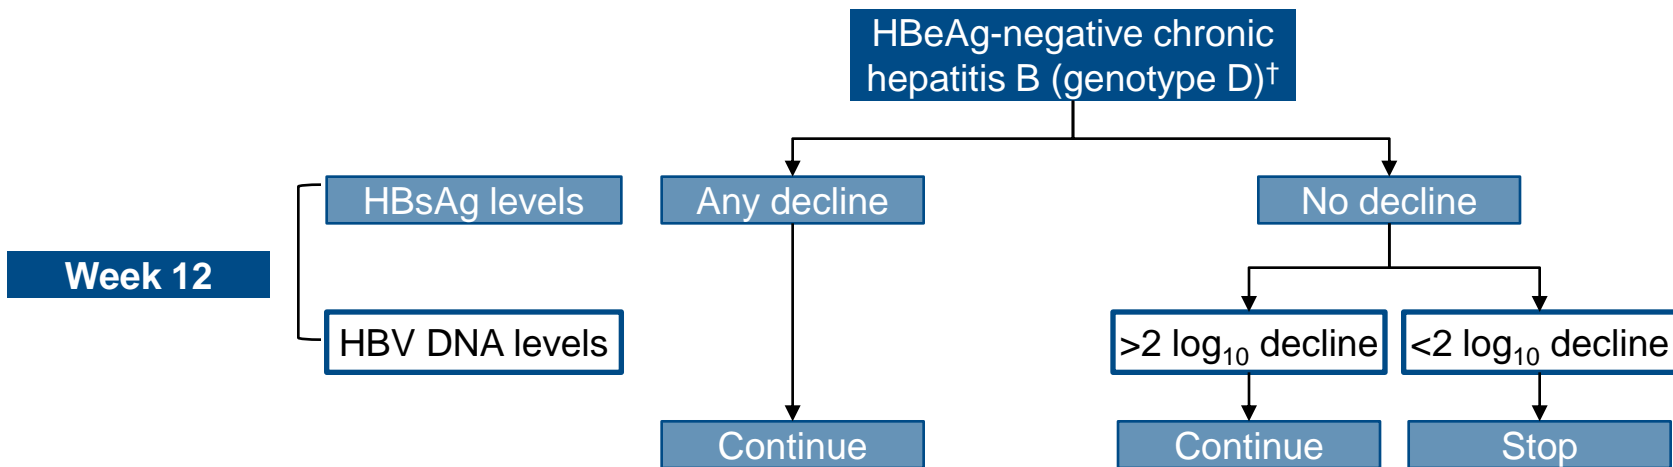 HBeAg-negative chronic
hepatitis B (genotype D)†
HBsAg levels
Any decline
No decline
Week 12
HBV DNA levels
>2 log₁₀ decline
<2 log₁₀ decline
Continue
Continue
Stop